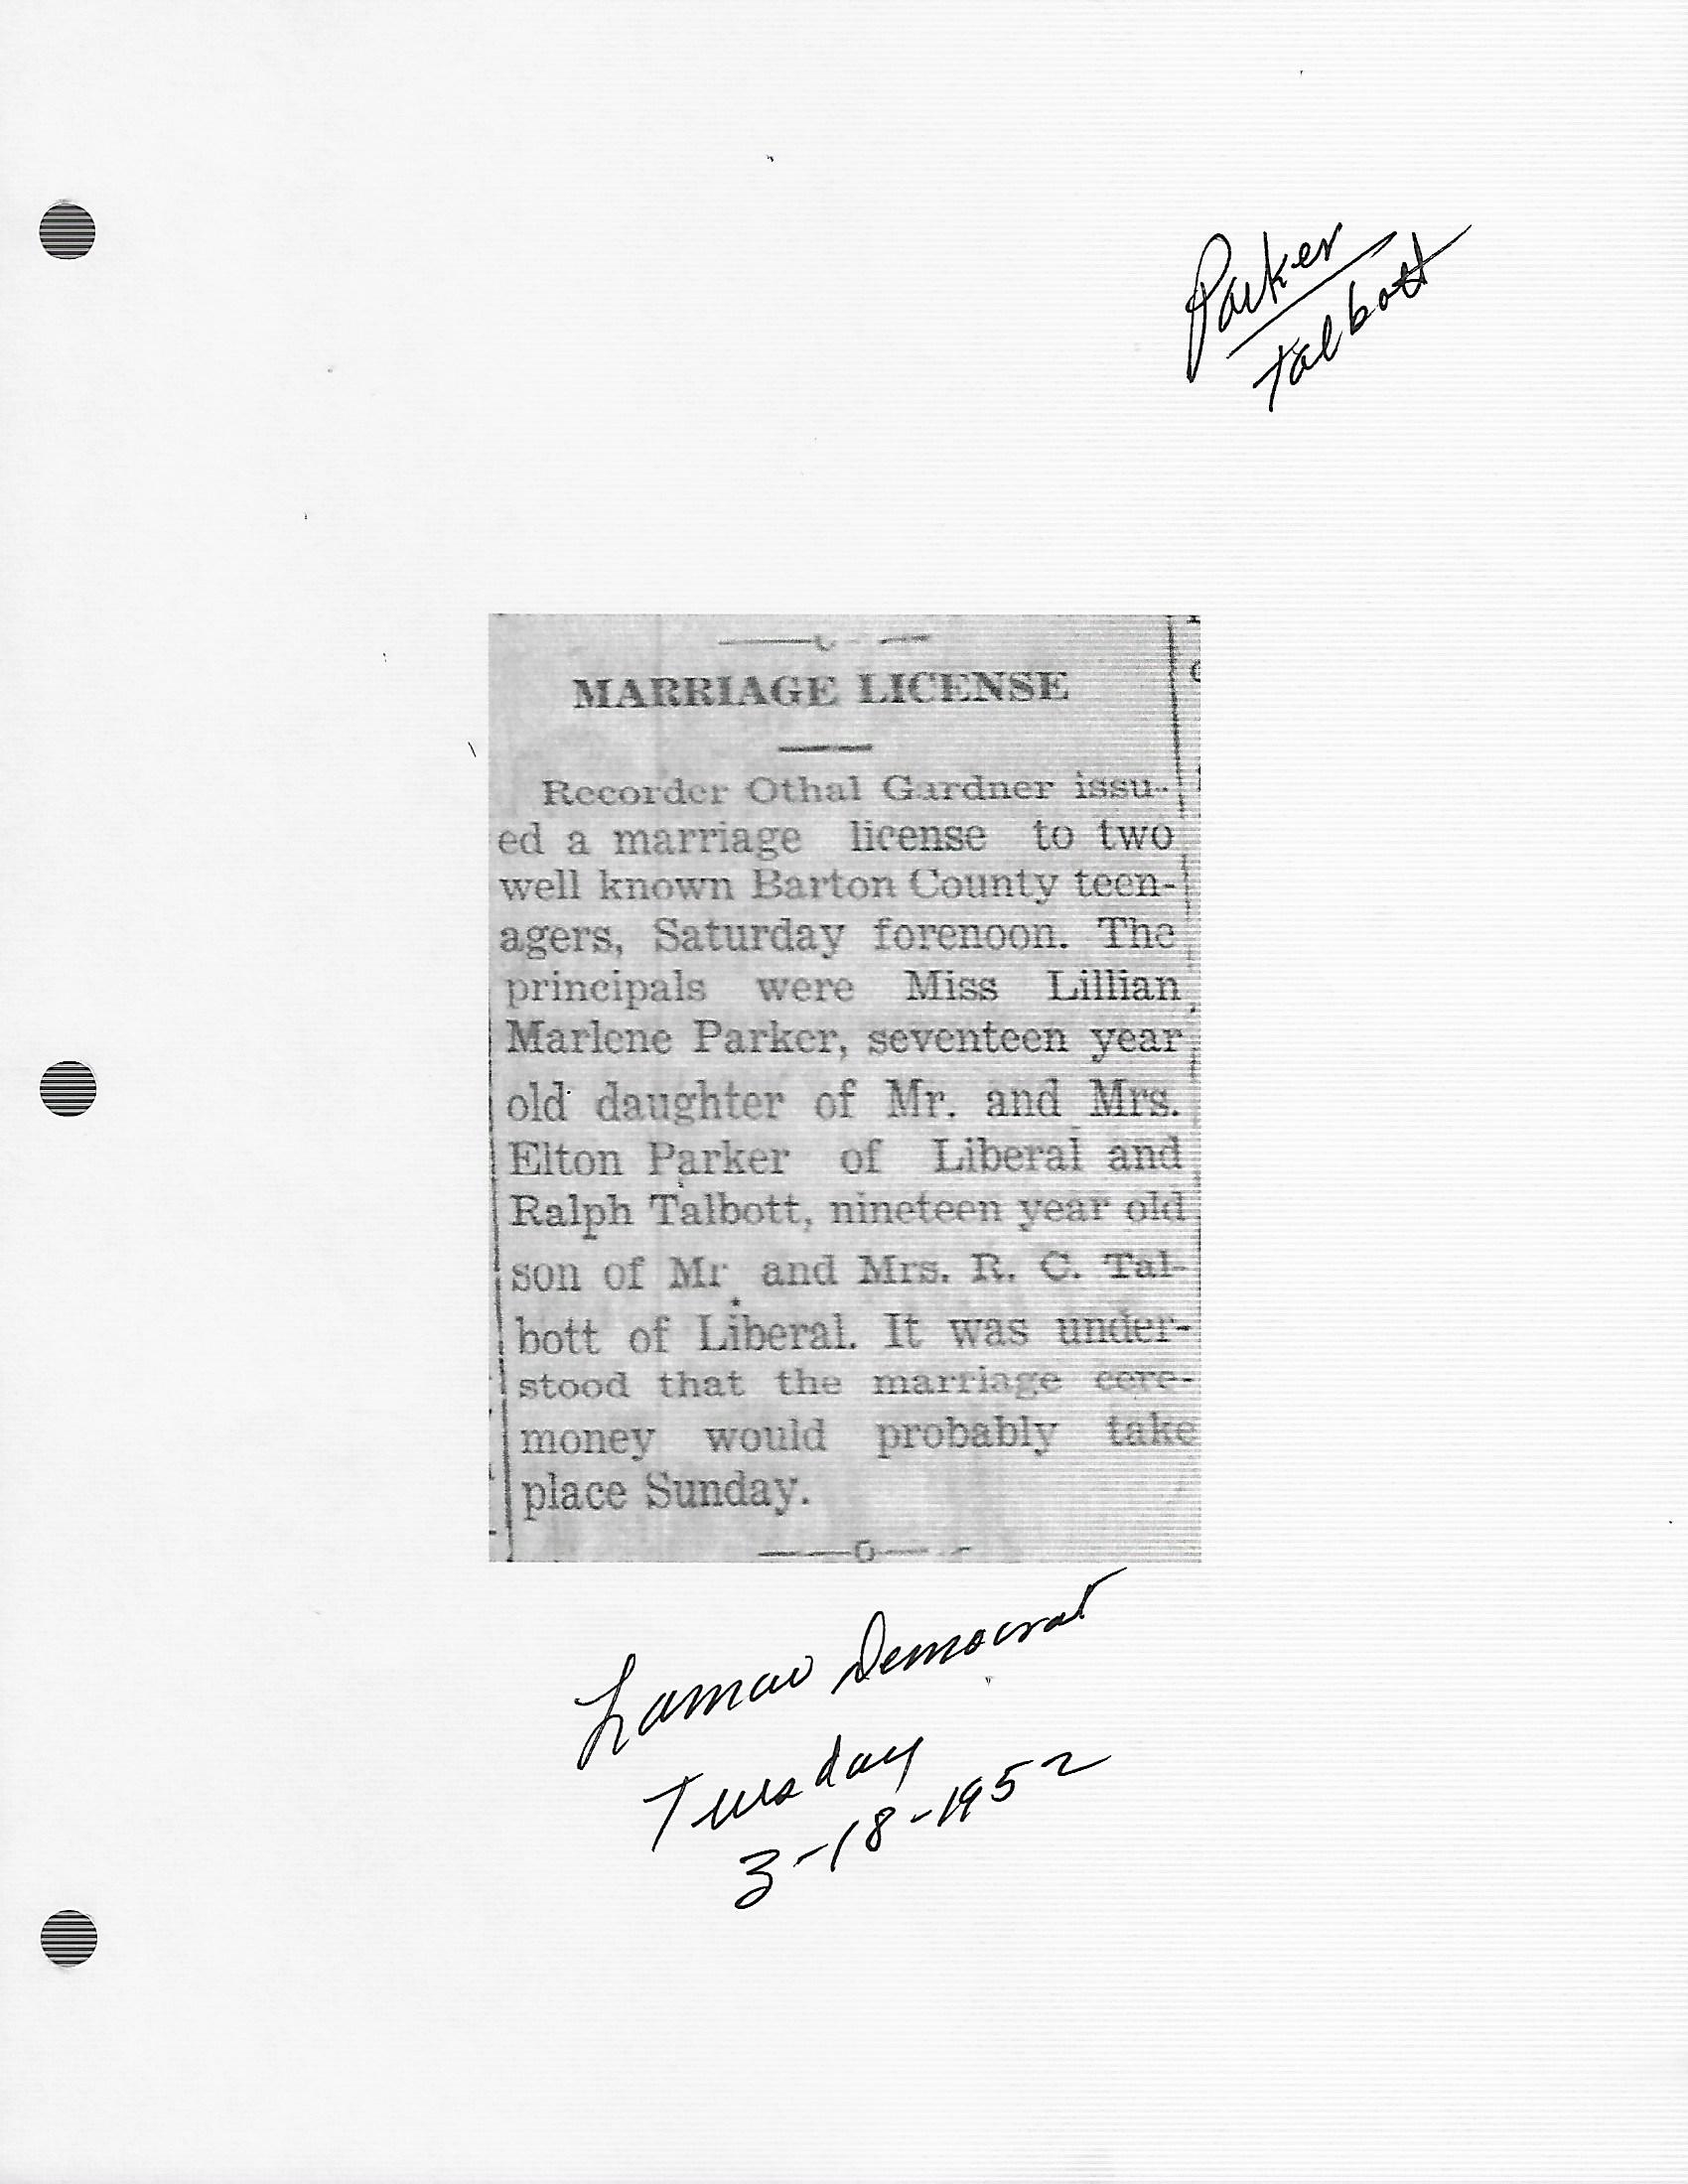 Parker
Talbott
MARRIAGE LICENSE
Recorder Othal Gardner issu-
ed a marriage license to two
well known Barton County teen-
agers, Saturday forenoon. The
principals were Miss Lillian
Marlene Parker, seventeen year
old daughter of Mr. and Mrs.
Elton Parker of Liberal and
Ralph Talbott, nineteen year old
son of Mr and Mrs. R. C. Tal-
bott of Liberal. It was under-
stood that the marriage cere-
money would probably take
place Sunday.
Lamar Democrat
Tuesday
3-18-1952